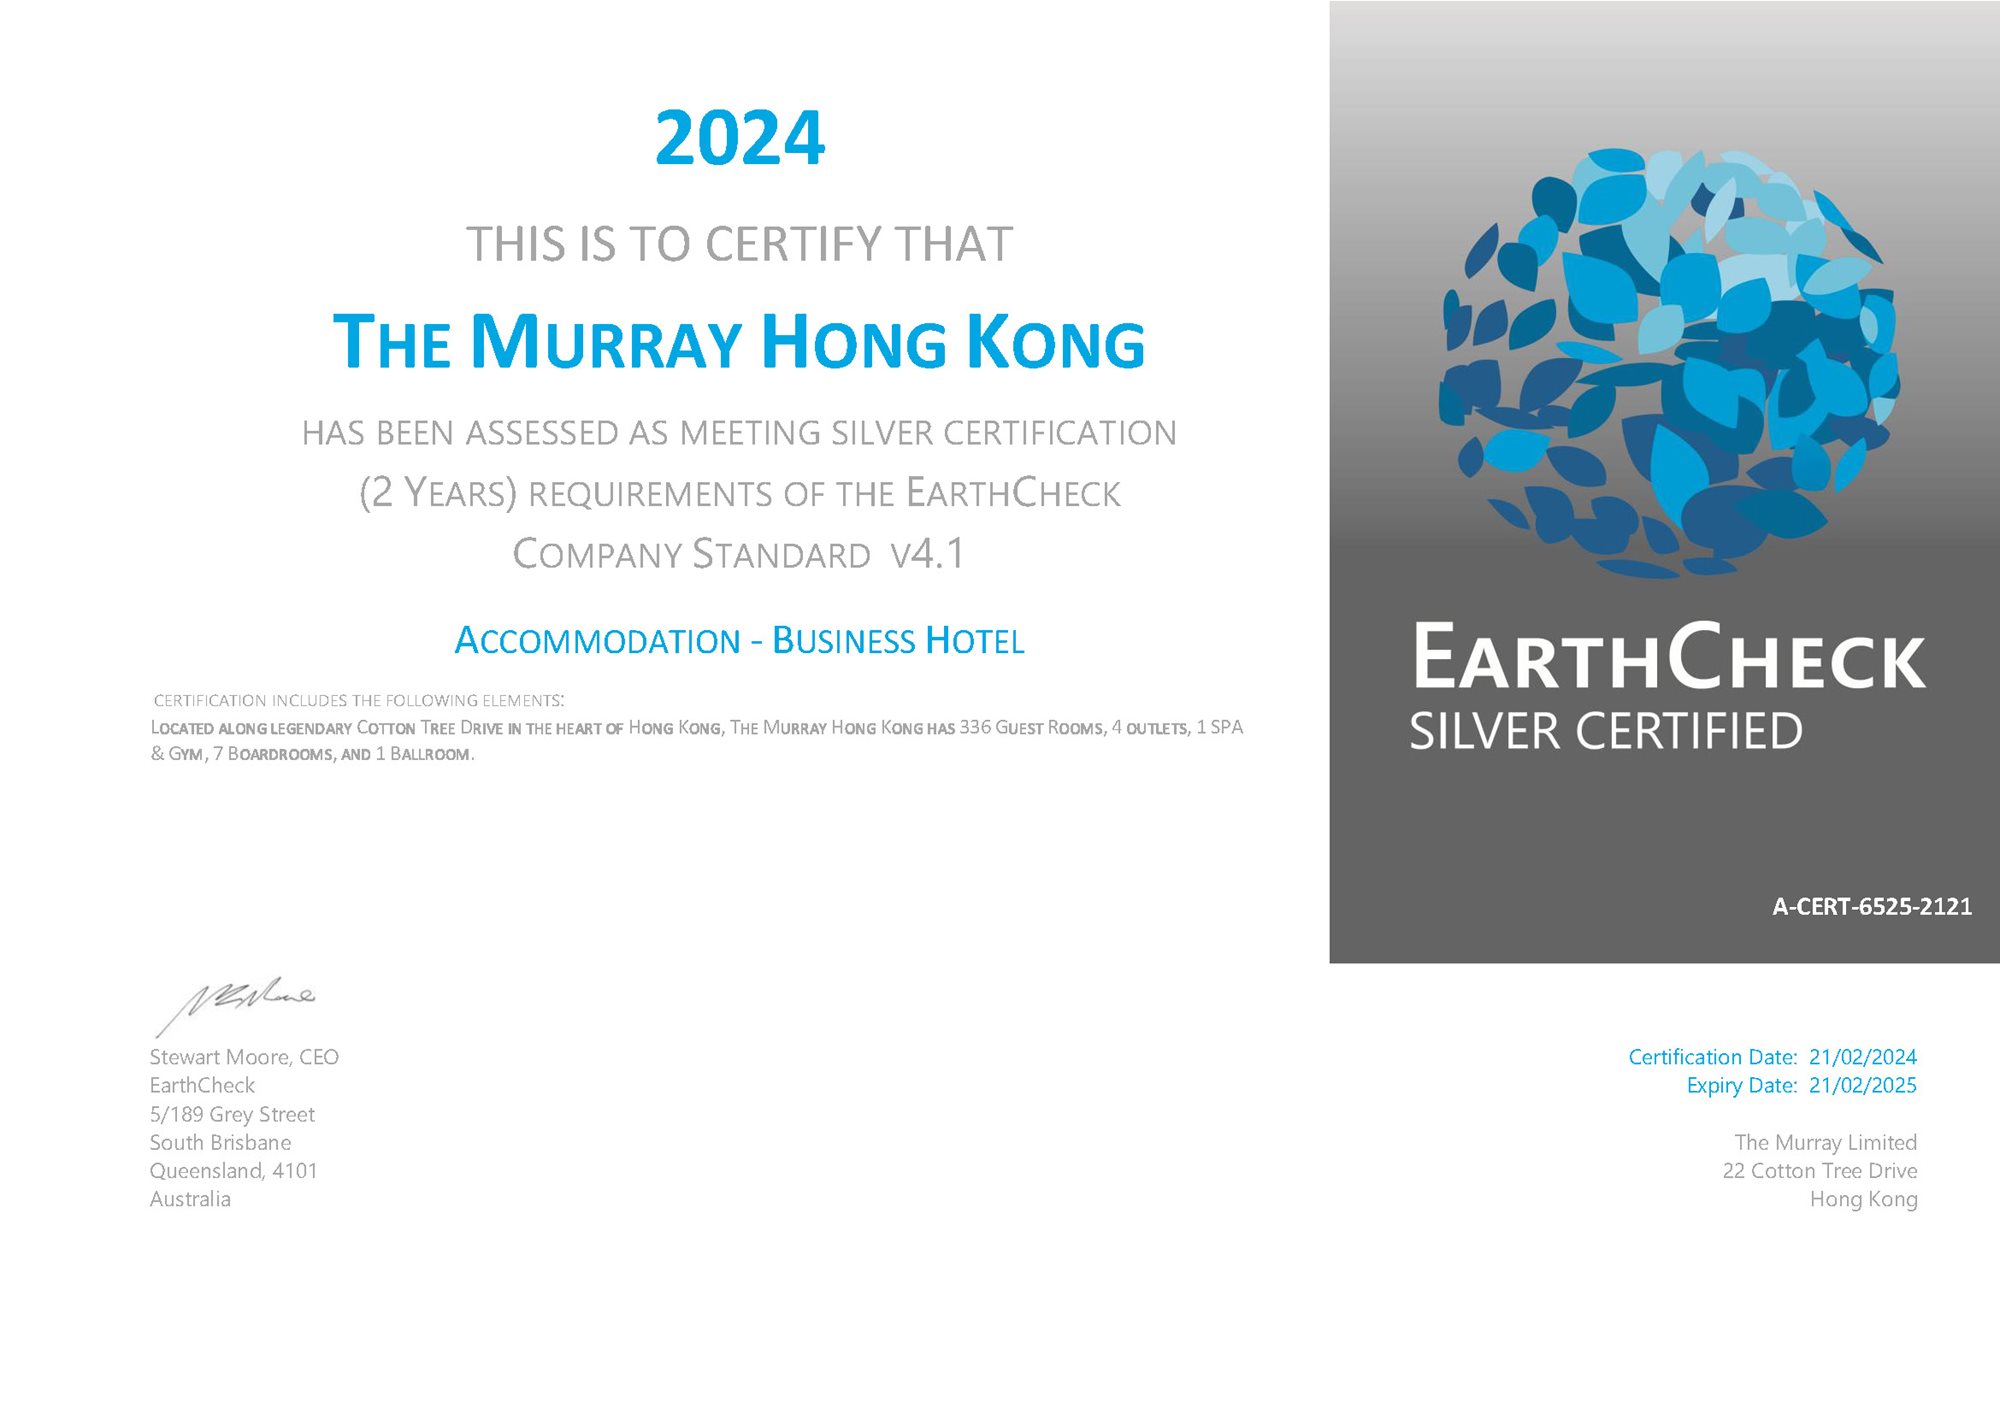 2024
THIS IS TO CERTIFY THAT
THE MURRAY HONG KONG
HAS BEEN ASSESSED AS MEETING SILVER CERTIFICATION
(2 YEARS) REQUIREMENTS OF THE EARTHCHECK
COMPANY STANDARD V4.1
ACCOMMODATION - BUSINESS HOTEL
CERTIFICATION INCLUDES THE FOLLOWING ELEMENTS:
LOCATED ALONG LEGENDARY COTTON TREE DRIVE IN THE HEART OF HONG KONG, THE MURRAY HONG KONG HAS 336 GUEST ROOMS, 4 OUTLETS, 1 SPA
& GYM, 7 BOARDROOMS, AND 1 BALLROOM.
EARTHCHECK
SILVER CERTIFIED
A-CERT-6525-2121
Stewart Moore, CEO
EarthCheck
5/189 Grey Street
South Brisbane
Queensland, 4101
Australia
Certification Date: 21/02/2024
Expiry Date: 21/02/2025
The Murray Limited
22 Cotton Tree Drive
Hong Kong